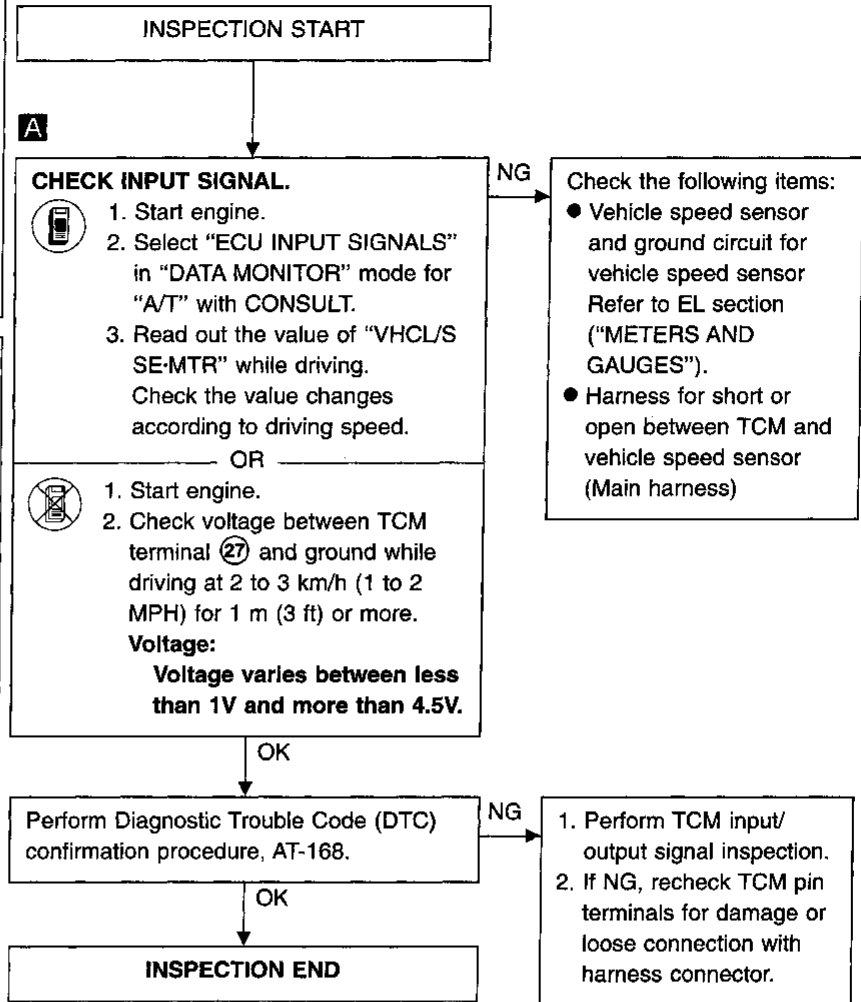 INSPECTION START
A
CHECK INPUT SIGNAL.
1. Start engine.
2. Select “ECU INPUT SIGNALS”
in “DATA MONITOR” mode for
“A/T” with CONSULT.
3. Read out the value of “VHCL/S
SE·MTR” while driving.
Check the value changes
according to driving speed.
OR
1. Start engine.
2. Check voltage between TCM
terminal ㉗ and ground while
driving at 2 to 3 km/h (1 to 2
MPH) for 1 m (3 ft) or more.
Voltage:
Voltage varies between less
than 1V and more than 4.5V.
NG
Check the following items:
● Vehicle speed sensor
and ground circuit for
vehicle speed sensor
Refer to EL section
(“METERS AND
GAUGES”).
● Harness for short or
open between TCM and
vehicle speed sensor
(Main harness)
OK
Perform Diagnostic Trouble Code (DTC)
confirmation procedure, AT-168.
NG
1. Perform TCM input/
output signal inspection.
2. If NG, recheck TCM pin
terminals for damage or
loose connection with
harness connector.
OK
INSPECTION END